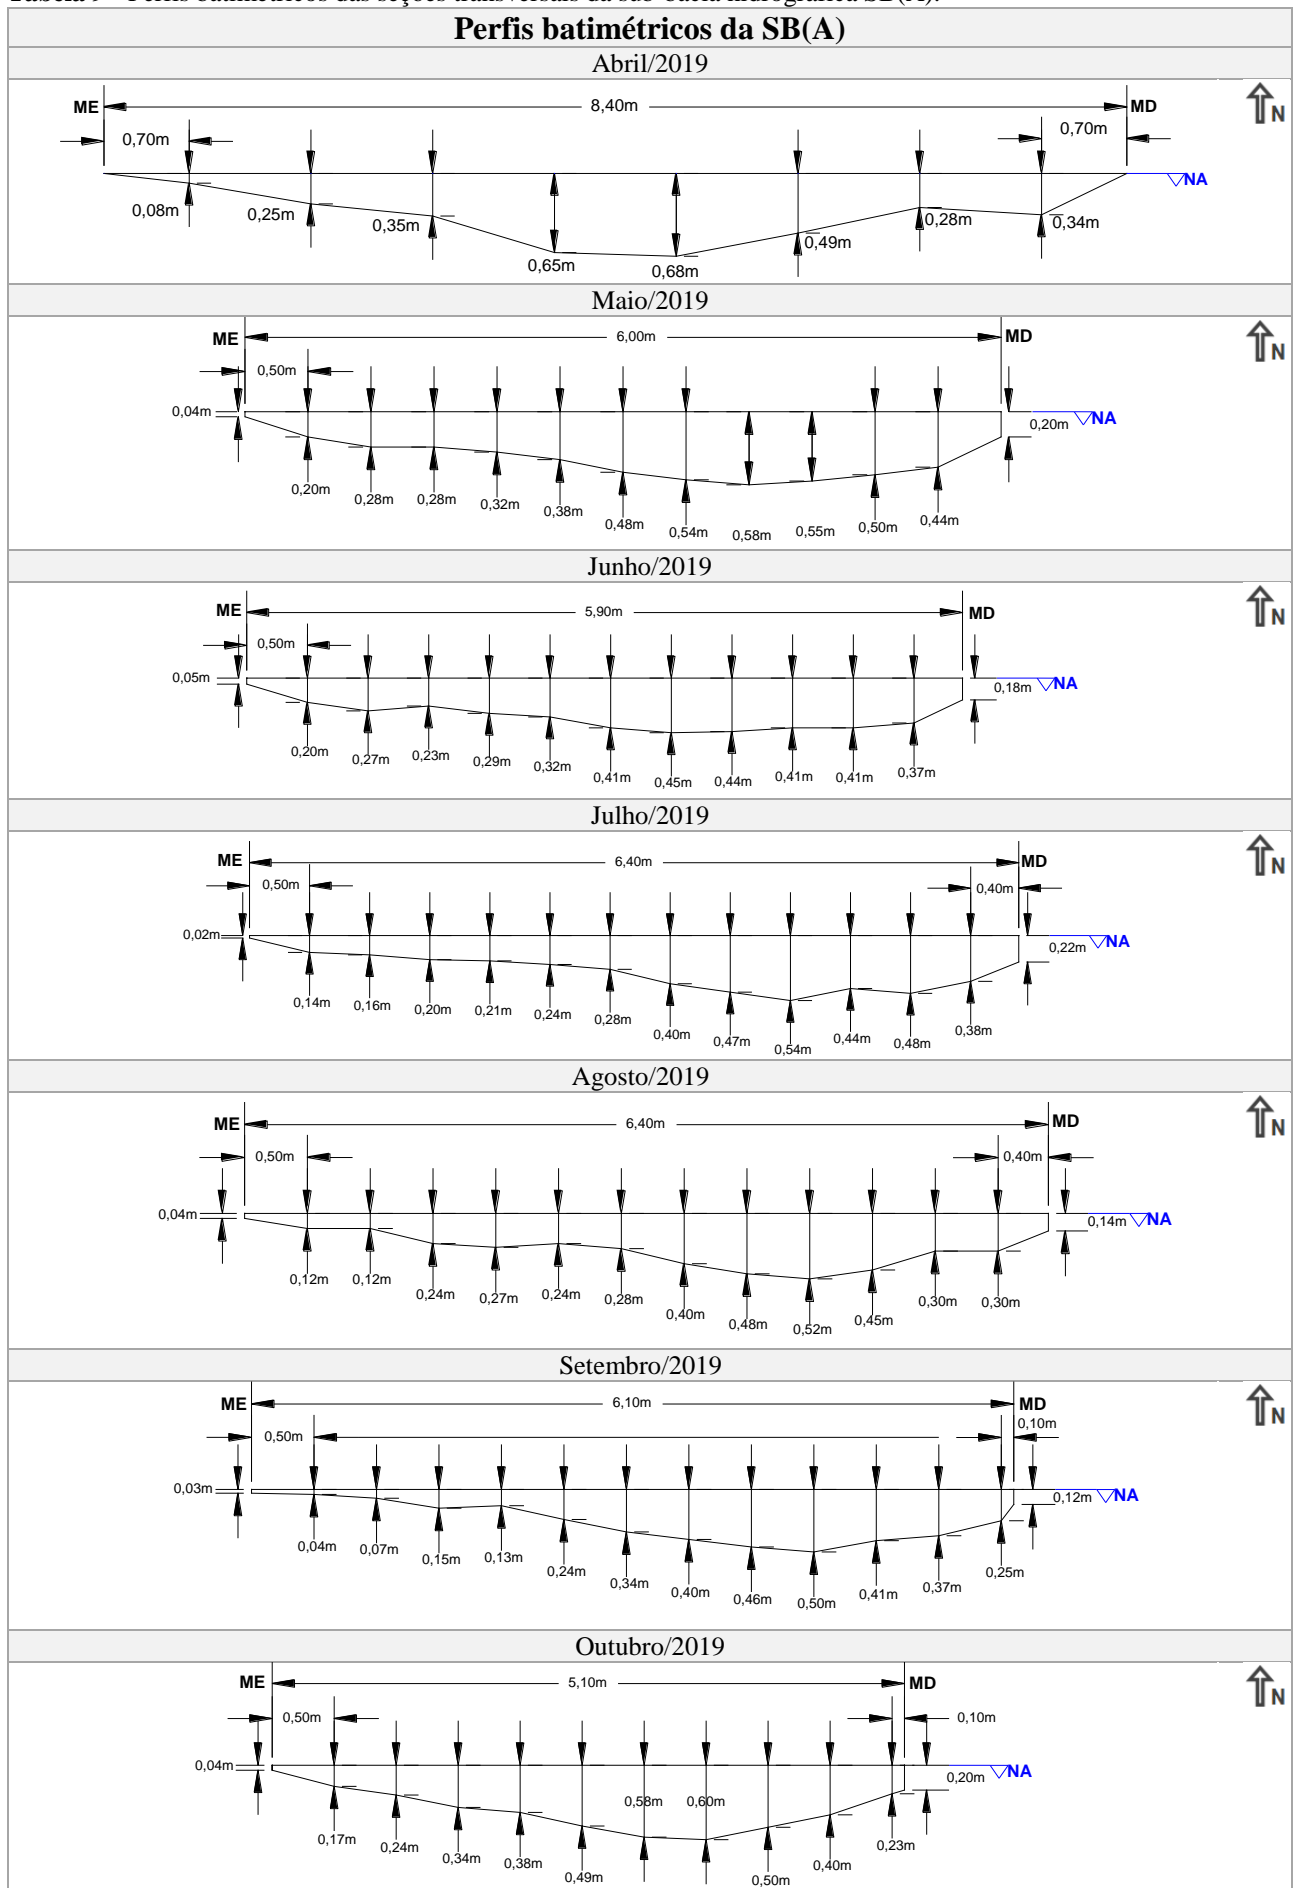 Tabela 9 – Perfis batimétricos das seções transversais da sub-bacia hidrográfica SB(A).
Perfis batimétricos da SB(A)
Abril/2019
ME 8,40m MD
N
0,70m 0,70m
NA
0,08m 0,25m 0,35m 0,65m 0,68m 0,49m 0,28m 0,34m
Maio/2019
ME 6,00m MD
N
0,50m
0,04m 0,20m NA
0,20m 0,28m 0,28m 0,32m 0,38m 0,48m 0,54m 0,58m 0,55m 0,50m 0,44m
Junho/2019
ME 5,90m MD
N
0,50m
0,05m 0,18m NA
0,20m 0,27m 0,23m 0,29m 0,32m 0,41m 0,45m 0,44m 0,41m 0,41m 0,37m
Julho/2019
ME 6,40m MD
N
0,50m 0,40m
0,02m 0,22m NA
0,14m 0,16m 0,20m 0,21m 0,24m 0,28m 0,40m 0,47m 0,54m 0,44m 0,48m 0,38m
Agosto/2019
ME 6,40m MD
N
0,50m 0,40m
0,04m 0,14m NA
0,12m 0,12m 0,24m 0,27m 0,24m 0,28m 0,40m 0,48m 0,52m 0,45m 0,30m 0,30m
Setembro/2019
ME 6,10m MD
N
0,50m 0,10m
0,03m 0,12m NA
0,04m 0,07m 0,15m 0,13m 0,24m 0,34m 0,40m 0,46m 0,50m 0,41m 0,37m 0,25m
Outubro/2019
ME 5,10m MD
N
0,50m 0,10m
0,04m 0,20m NA
0,17m 0,24m 0,34m 0,38m 0,49m 0,58m 0,60m 0,50m 0,40m 0,23m